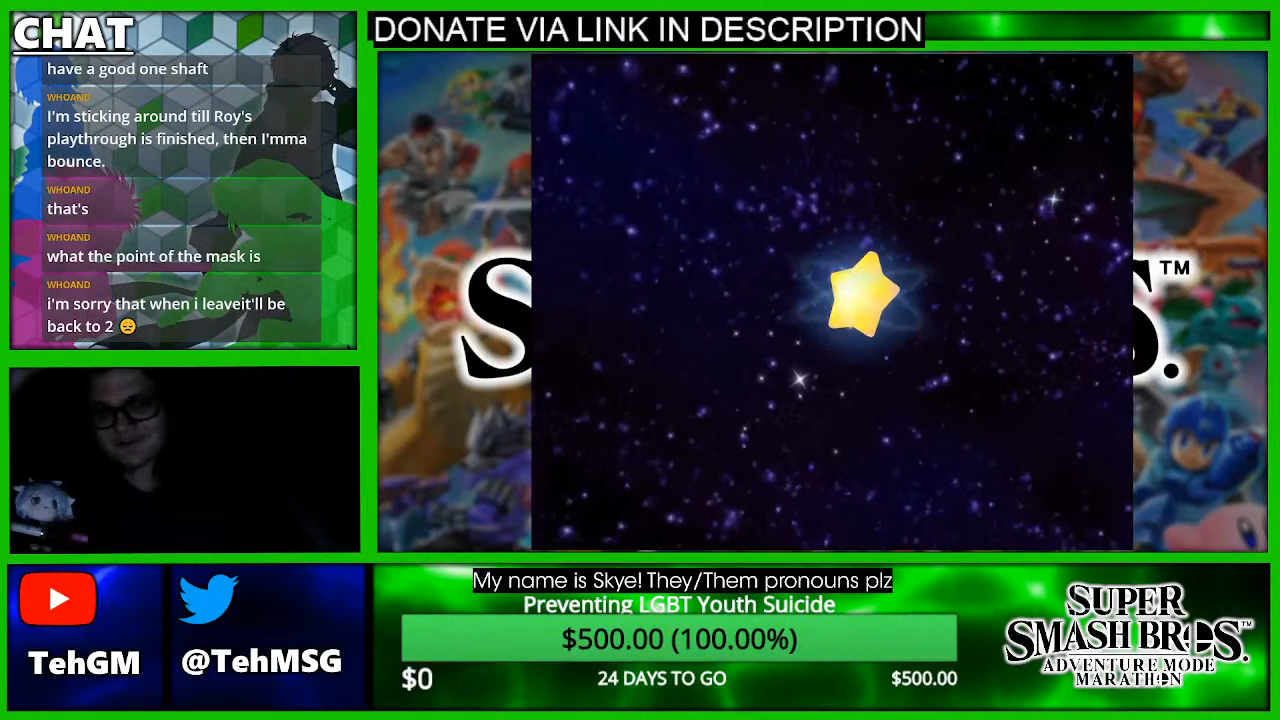 CHAT
DONATE VIA LINK IN DESCRIPTION
have a good one shaft
WHOAND
I'm sticking around till Roy's
playthrough is finished, then I'mma
bounce.
WHOAND
that's
WHOAND
what the point of the mask is
WHOAND
i'm sorry that when i leaveit'll be
back to 2 😔
S
S.™
TehGM
@TehMSG
My name is Skye! They/Them pronouns plz
Preventing LGBT Youth Suicide
$500.00 (100.00%)
$0
24 DAYS TO GO
$500.00
SUPER
SMASH BROS.™
ADVENTURE MODE
MARATHON